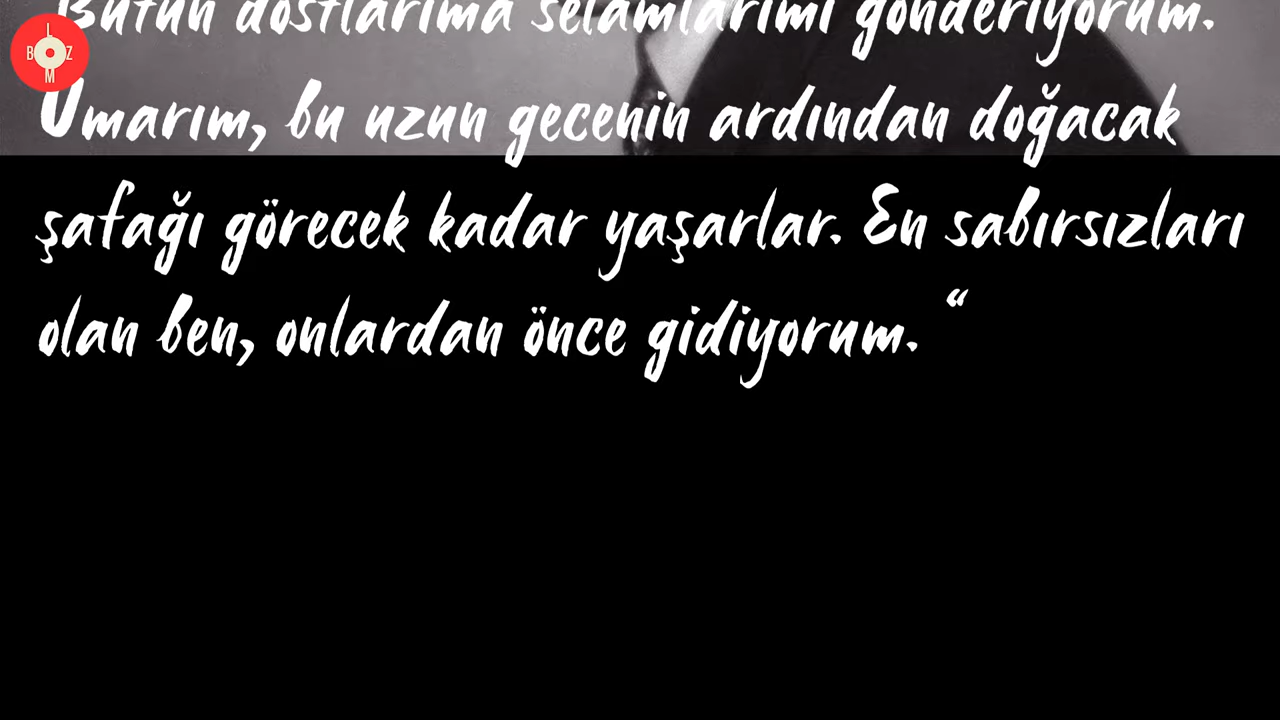 L
B Z
M
Bütün dostlarıma selamlarımı gönderiyorum.
Umarım, bu uzun gecenin ardından doğacak
şafağı görecek kadar yaşarlar. En sabırsızları
olan ben, onlardan önce gidiyorum. “